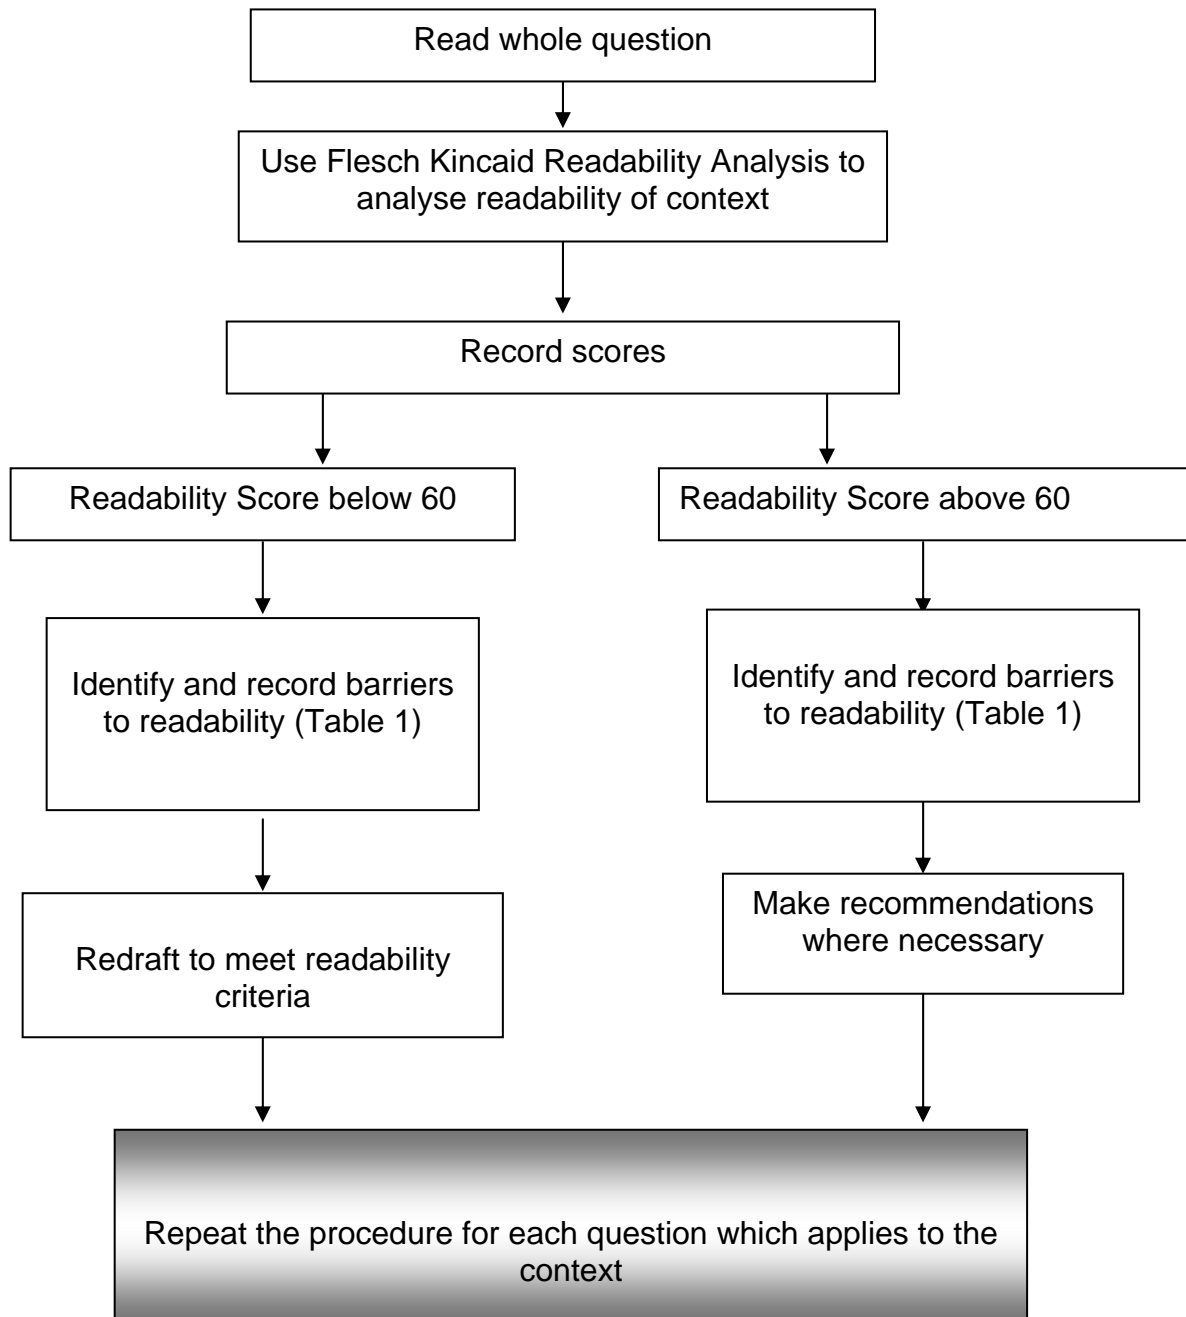 Read whole question
Use Flesch Kincaid Readability Analysis to
analyse readability of context
Record scores
Readability Score below 60
Readability Score above 60
Identify and record barriers
to readability (Table 1)
Identify and record barriers
to readability (Table 1)
Redraft to meet readability
criteria
Make recommendations
where necessary
Repeat the procedure for each question which applies to the
context